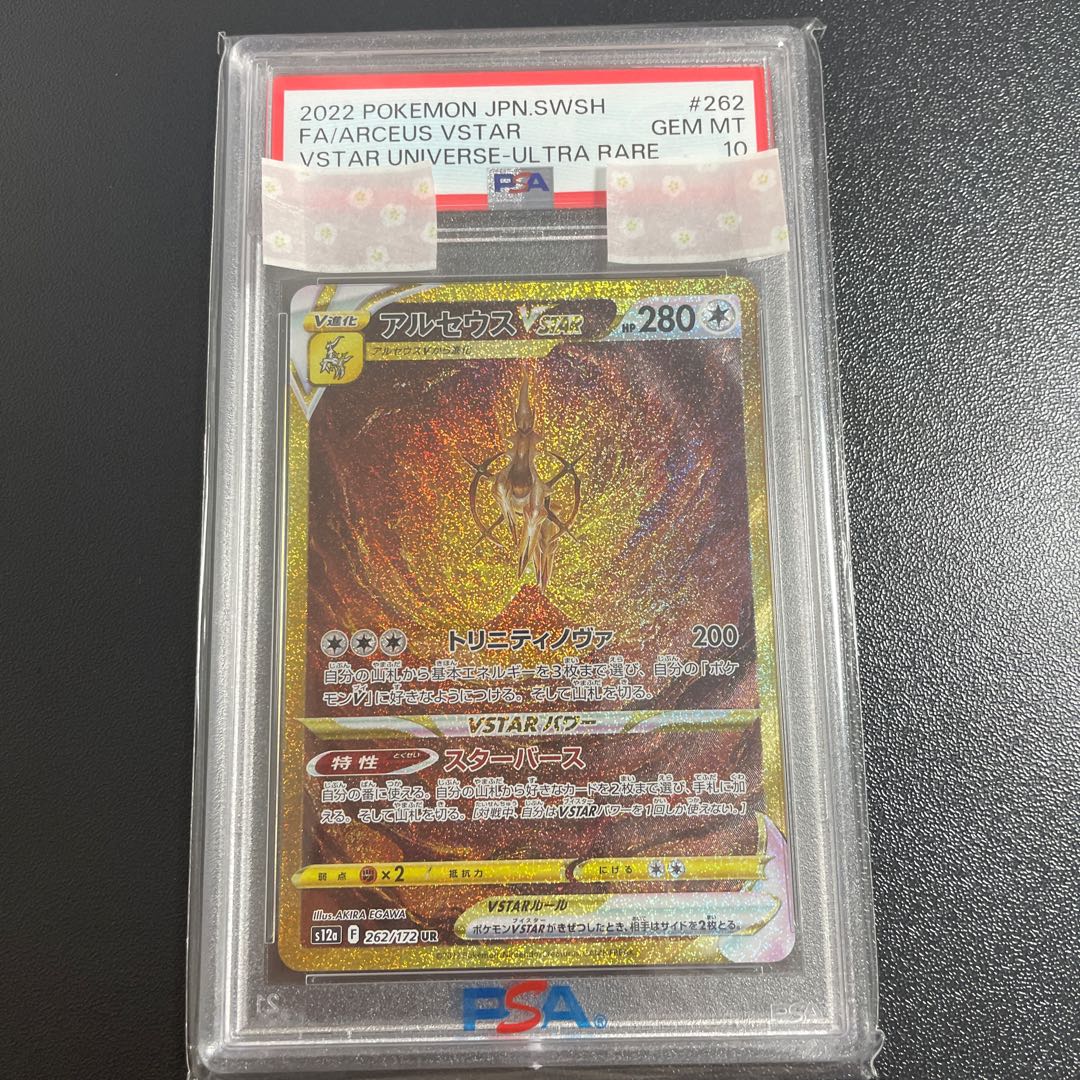 2022 POKEMON JPN.SWSH #262
FA/ARCEUS VSTAR GEM MT
VSTAR UNIVERSE-ULTRA RARE 10
PSA
V進化 アルセウスVSTAR HP 280
アルセウスVから進化
トリニティノヴァ 200
自分の山札から基本エネルギーを3枚まで選び、自分の「ポケ
モンV」に好きなようにつける。そして山札を切る。
VSTARパワー
特性 とくせい スターバース
自分の番に使える。自分の山札から好きなカードを2枚まで選び、手札に加
える。そして山札を切る。[対戦中、自分はVSTARパワーを1回しか使えない。]
弱点 ×2 抵抗力 にげる
VSTARルール
ポケモンVSTARがきぜつしたとき、相手はサイドを2枚とる。
Illus. AKIRA EGAWA
s12a F 262/172 UR
PSA